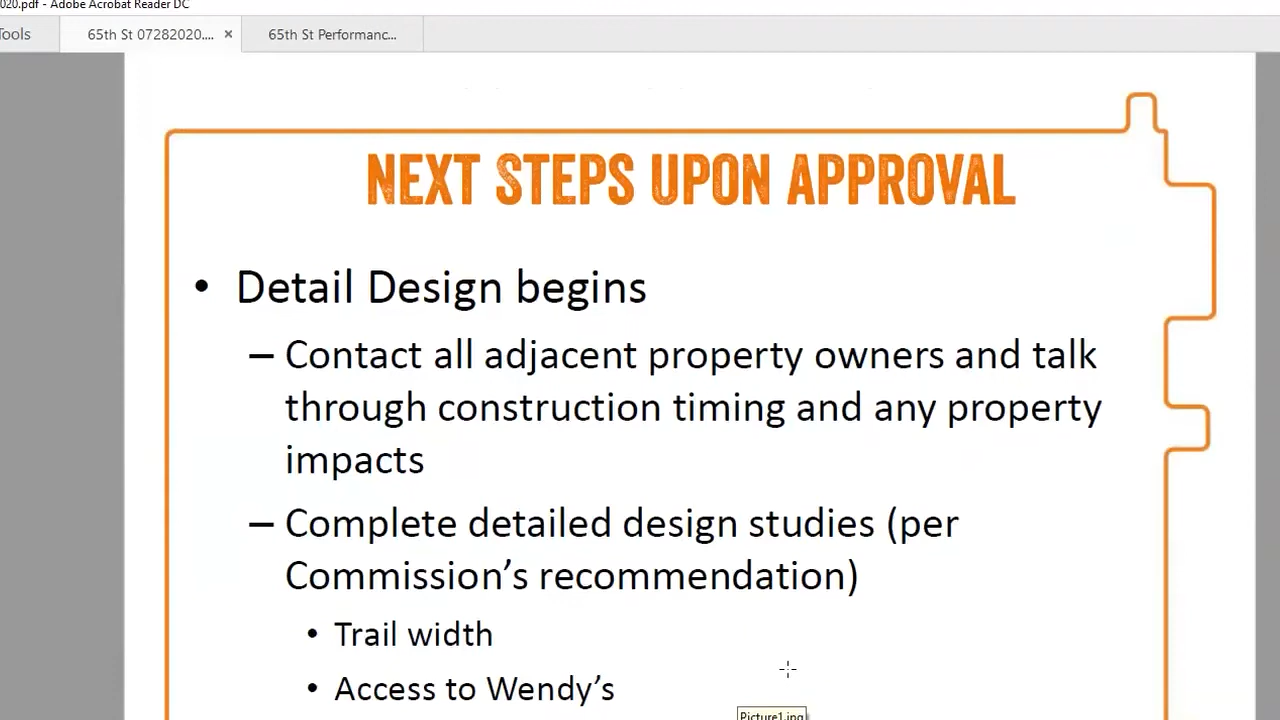 020.pdf - Adobe Acrobat Reader DC
Tools
65th St 07282020....
×
65th St Performanc...
NEXT STEPS UPON APPROVAL
• Detail Design begins
– Contact all adjacent property owners and talk
through construction timing and any property
impacts
– Complete detailed design studies (per
Commission’s recommendation)
• Trail width
• Access to Wendy’s
Picture1.jpg